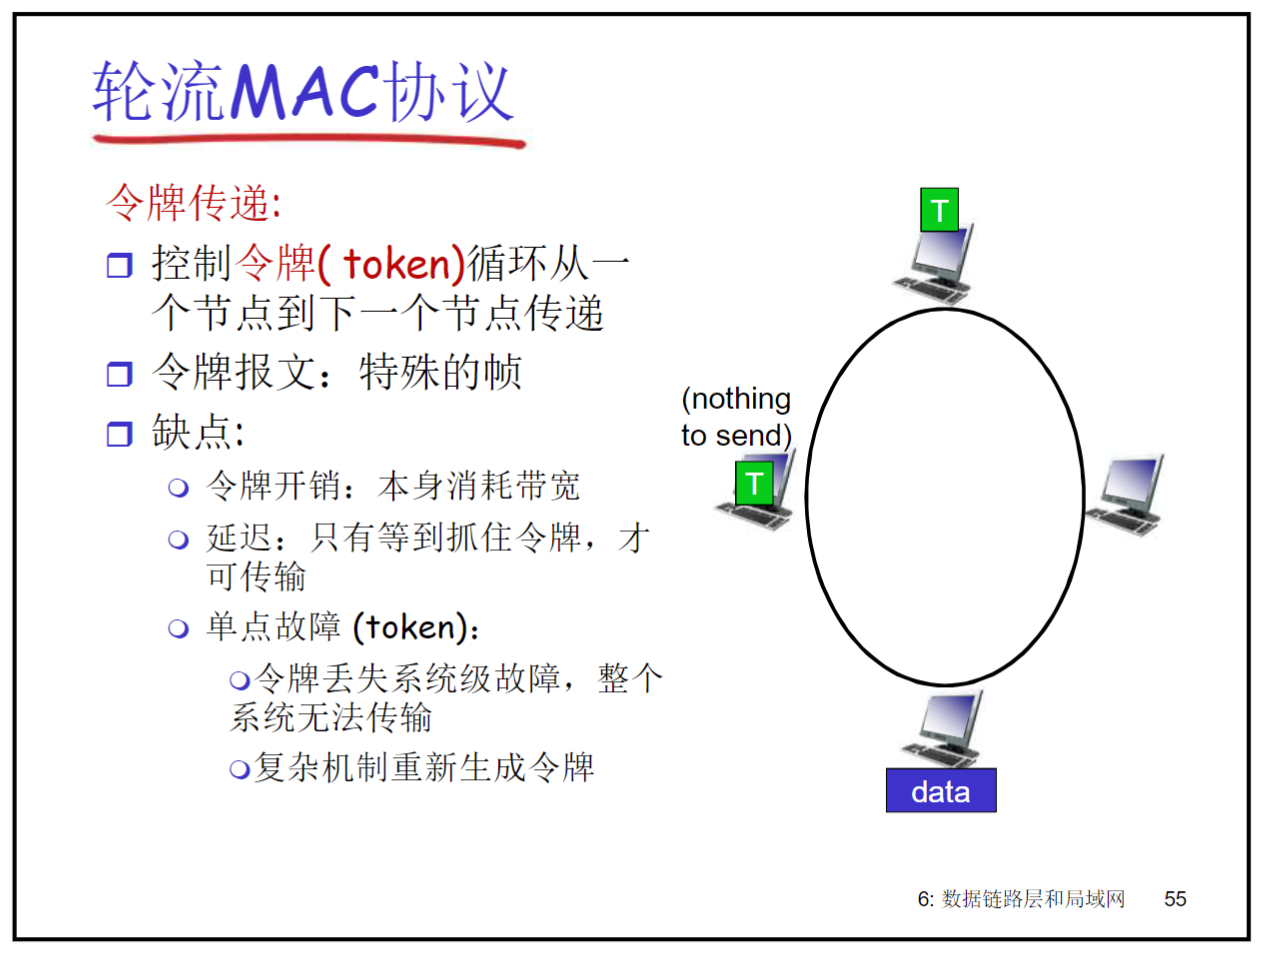 轮流MAC协议
令牌传递:
控制令牌( token)循环从一
个节点到下一个节点传递
令牌报文：特殊的帧
缺点:
令牌开销：本身消耗带宽
延迟：只有等到抓住令牌，才
可传输
单点故障 (token)：
令牌丢失系统级故障，整个
系统无法传输
复杂机制重新生成令牌
T
(nothing
to send)
T
data
6: 数据链路层和局域网 55